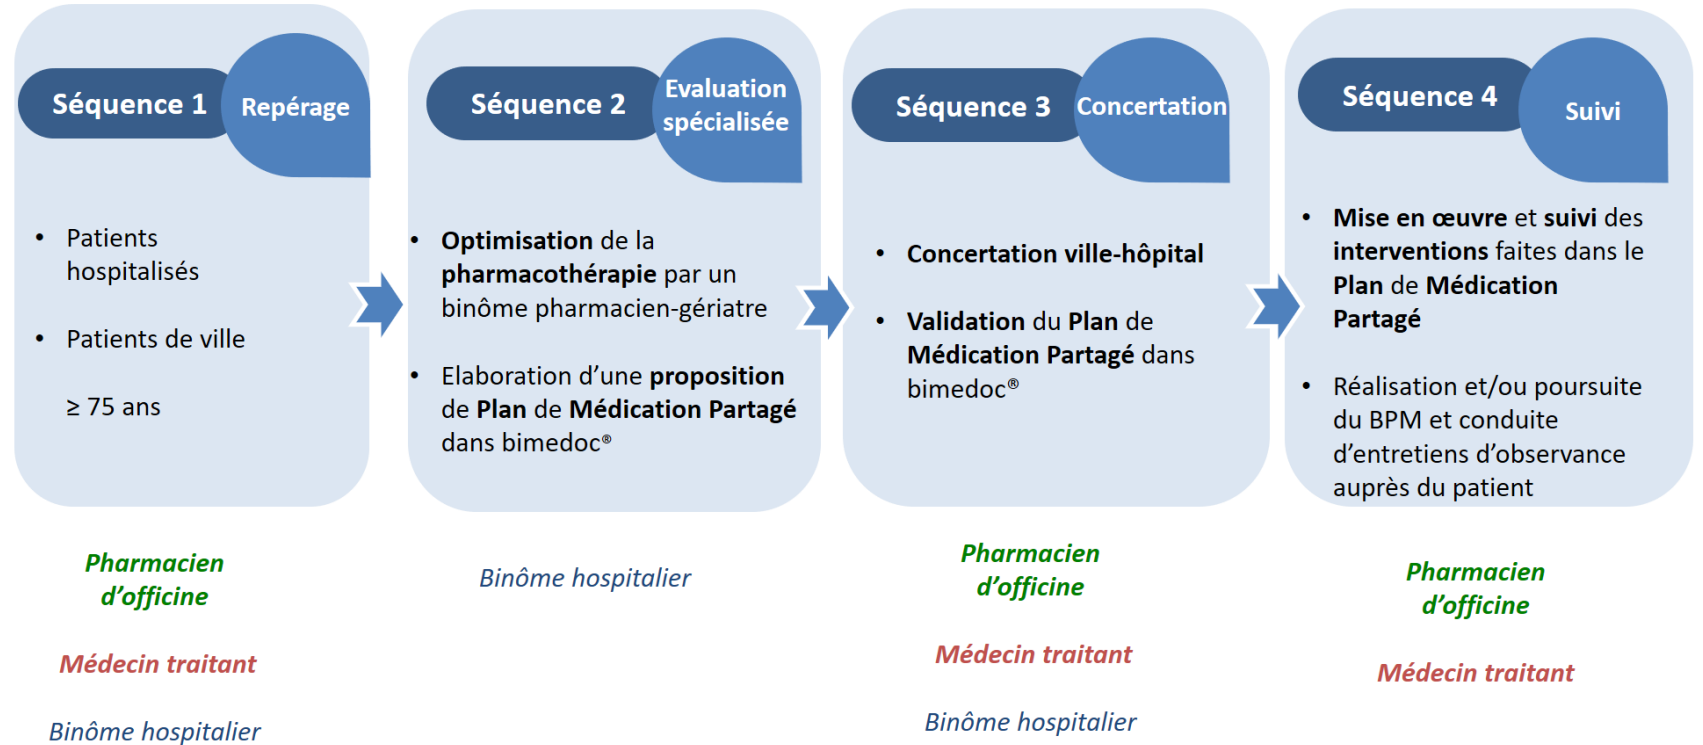 Séquence 1
Repérage
• Patients
hospitalisés
• Patients de ville
≥ 75 ans
Pharmacien
d’officine
Médecin traitant
Binôme hospitalier
Séquence 2
Evaluation
spécialisée
• Optimisation de la
pharmacothérapie par un
binôme pharmacien-gériatre
• Elaboration d’une proposition
de Plan de Médication Partagé
dans bimedoc®
Binôme hospitalier
Séquence 3
Concertation
• Concertation ville-hôpital
• Validation du Plan de
Médication Partagé dans
bimedoc®
Pharmacien
d’officine
Médecin traitant
Binôme hospitalier
Séquence 4
Suivi
• Mise en œuvre et suivi des
interventions faites dans le
Plan de Médication
Partagé
• Réalisation et/ou poursuite
du BPM et conduite
d’entretiens d’observance
auprès du patient
Pharmacien
d’officine
Médecin traitant